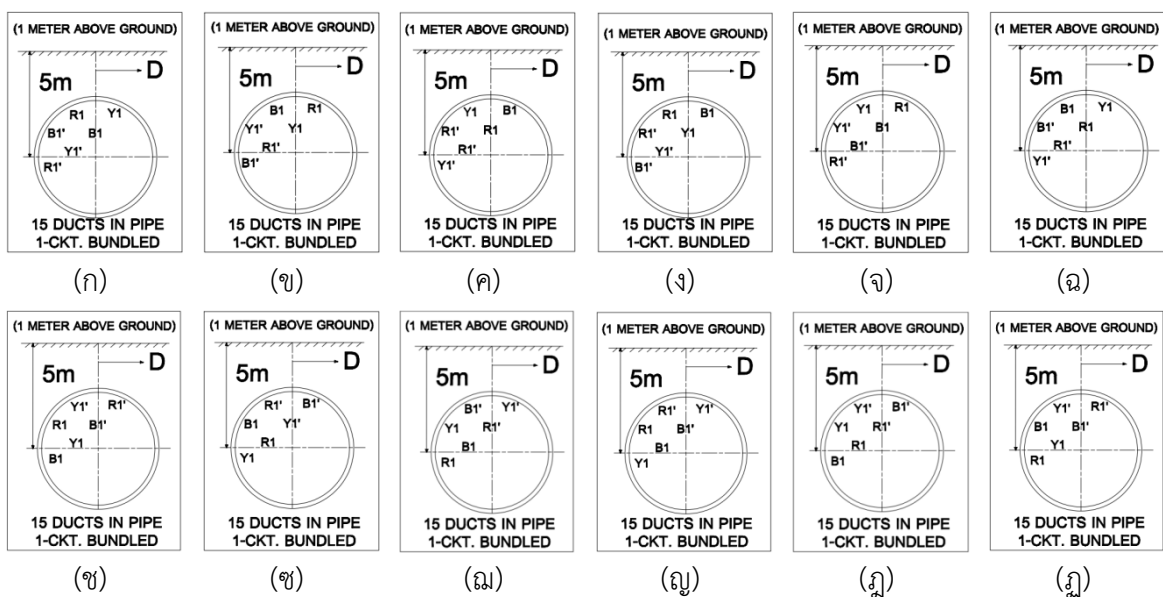 (1 METER ABOVE GROUND)
D
5m
R1 Y1
B1' B1
Y1'
R1'
15 DUCTS IN PIPE
1-CKT. BUNDLED
(ก)
(1 METER ABOVE GROUND)
D
5m
B1 R1
Y1' Y1
R1'
B1'
15 DUCTS IN PIPE
1-CKT. BUNDLED
(ข)
(1 METER ABOVE GROUND)
D
5m
Y1 B1
R1' R1
R1'
Y1'
15 DUCTS IN PIPE
1-CKT. BUNDLED
(ค)
(1 METER ABOVE GROUND)
D
5m
R1 B1
R1' Y1
Y1'
B1'
15 DUCTS IN PIPE
1-CKT. BUNDLED
(ง)
(1 METER ABOVE GROUND)
D
5m
Y1 R1
Y1' B1
B1'
R1'
15 DUCTS IN PIPE
1-CKT. BUNDLED
(จ)
(1 METER ABOVE GROUND)
D
5m
B1 Y1
B1' R1
R1'
Y1'
15 DUCTS IN PIPE
1-CKT. BUNDLED
(ฉ)
(1 METER ABOVE GROUND)
D
5m
Y1' R1'
R1 B1'
Y1
B1
15 DUCTS IN PIPE
1-CKT. BUNDLED
(ช)
(1 METER ABOVE GROUND)
D
5m
R1' B1'
B1 Y1'
R1
Y1
15 DUCTS IN PIPE
1-CKT. BUNDLED
(ซ)
(1 METER ABOVE GROUND)
D
5m
B1' Y1'
Y1 R1'
B1
R1
15 DUCTS IN PIPE
1-CKT. BUNDLED
(ฌ)
(1 METER ABOVE GROUND)
D
5m
R1' Y1'
R1 B1'
B1
Y1
15 DUCTS IN PIPE
1-CKT. BUNDLED
(ญ)
(1 METER ABOVE GROUND)
D
5m
Y1' B1'
Y1 R1'
R1
B1
15 DUCTS IN PIPE
1-CKT. BUNDLED
(ฎ)
(1 METER ABOVE GROUND)
D
5m
Y1' R1'
B1 B1'
Y1
R1
15 DUCTS IN PIPE
1-CKT. BUNDLED
(ฏ)